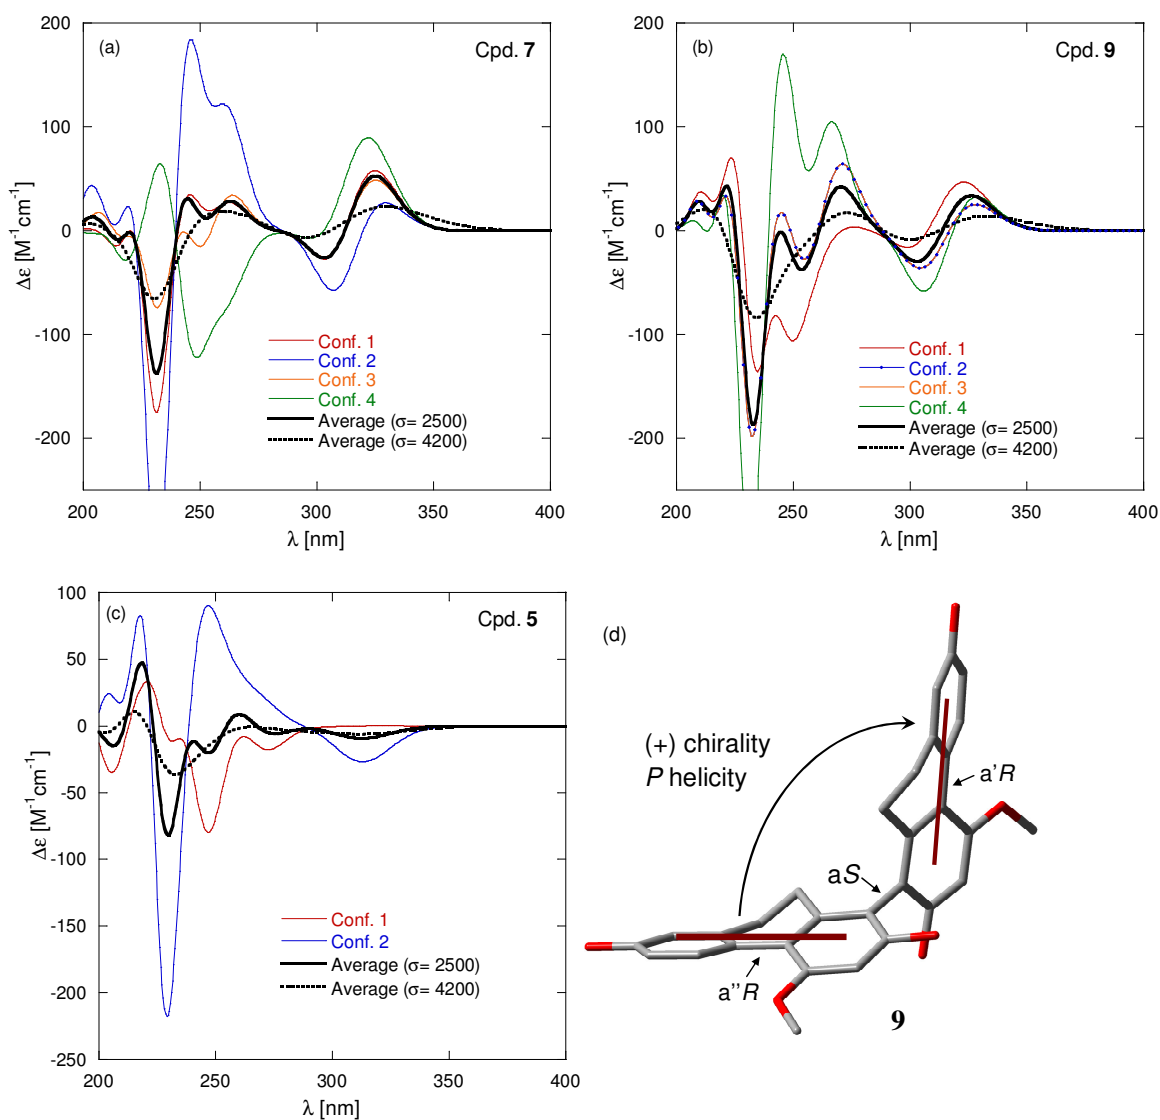 (a)
Cpd. 7
200
100
0
-100
-200
Δε [M⁻¹cm⁻¹]
Conf. 1
Conf. 2
Conf. 3
Conf. 4
Average (σ= 2500)
Average (σ= 4200)
200 250 300 350 400
λ [nm]
(b)
Cpd. 9
200
100
0
-100
-200
Δε [M⁻¹cm⁻¹]
Conf. 1
Conf. 2
Conf. 3
Conf. 4
Average (σ= 2500)
Average (σ= 4200)
200 250 300 350 400
λ [nm]
(c)
Cpd. 5
100
50
0
-50
-100
-150
-200
-250
Δε [M⁻¹cm⁻¹]
Conf. 1
Conf. 2
Average (σ= 2500)
Average (σ= 4200)
200 250 300 350 400
λ [nm]
(d)
(+) chirality
P helicity
a'R
aS
a''R
9